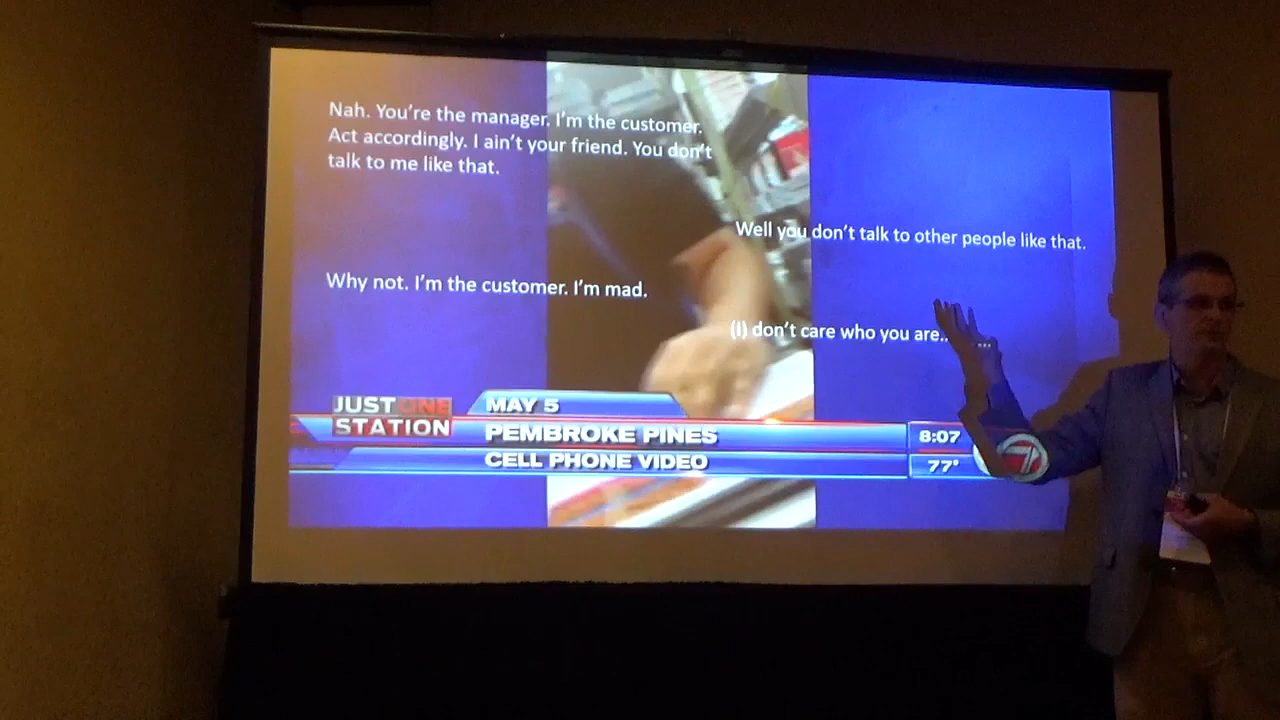 Nah. You're the manager. I'm the customer.
Act accordingly. I ain't your friend. You don't
talk to me like that.
Well you don't talk to other people like that.
Why not. I'm the customer. I'm mad.
(I) don't care who you are.. ...
JUST ONE
STATION
MAY 5
PEMBROKE PINES
CELL PHONE VIDEO
8:07
77°
7